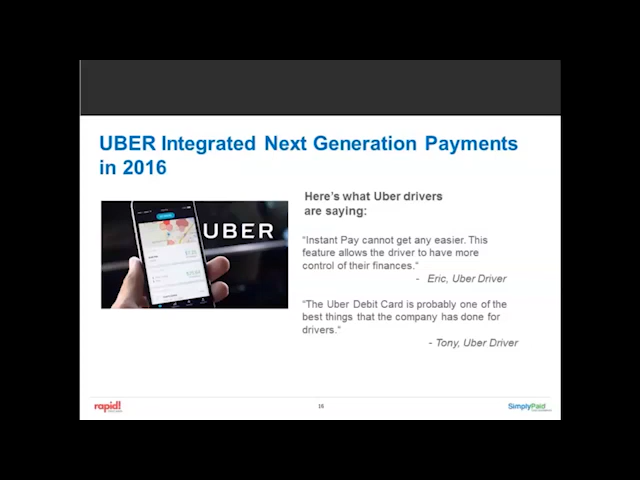 UBER Integrated Next Generation Payments
in 2016
Here's what Uber drivers
are saying:
UBER
"Instant Pay cannot get any easier. This
feature allows the driver to have more
control of their finances."
- Eric, Uber Driver
"The Uber Debit Card is probably one of the
best things that the company has done for
drivers."
- Tony, Uber Driver
rapid!
16
SimplyPaid